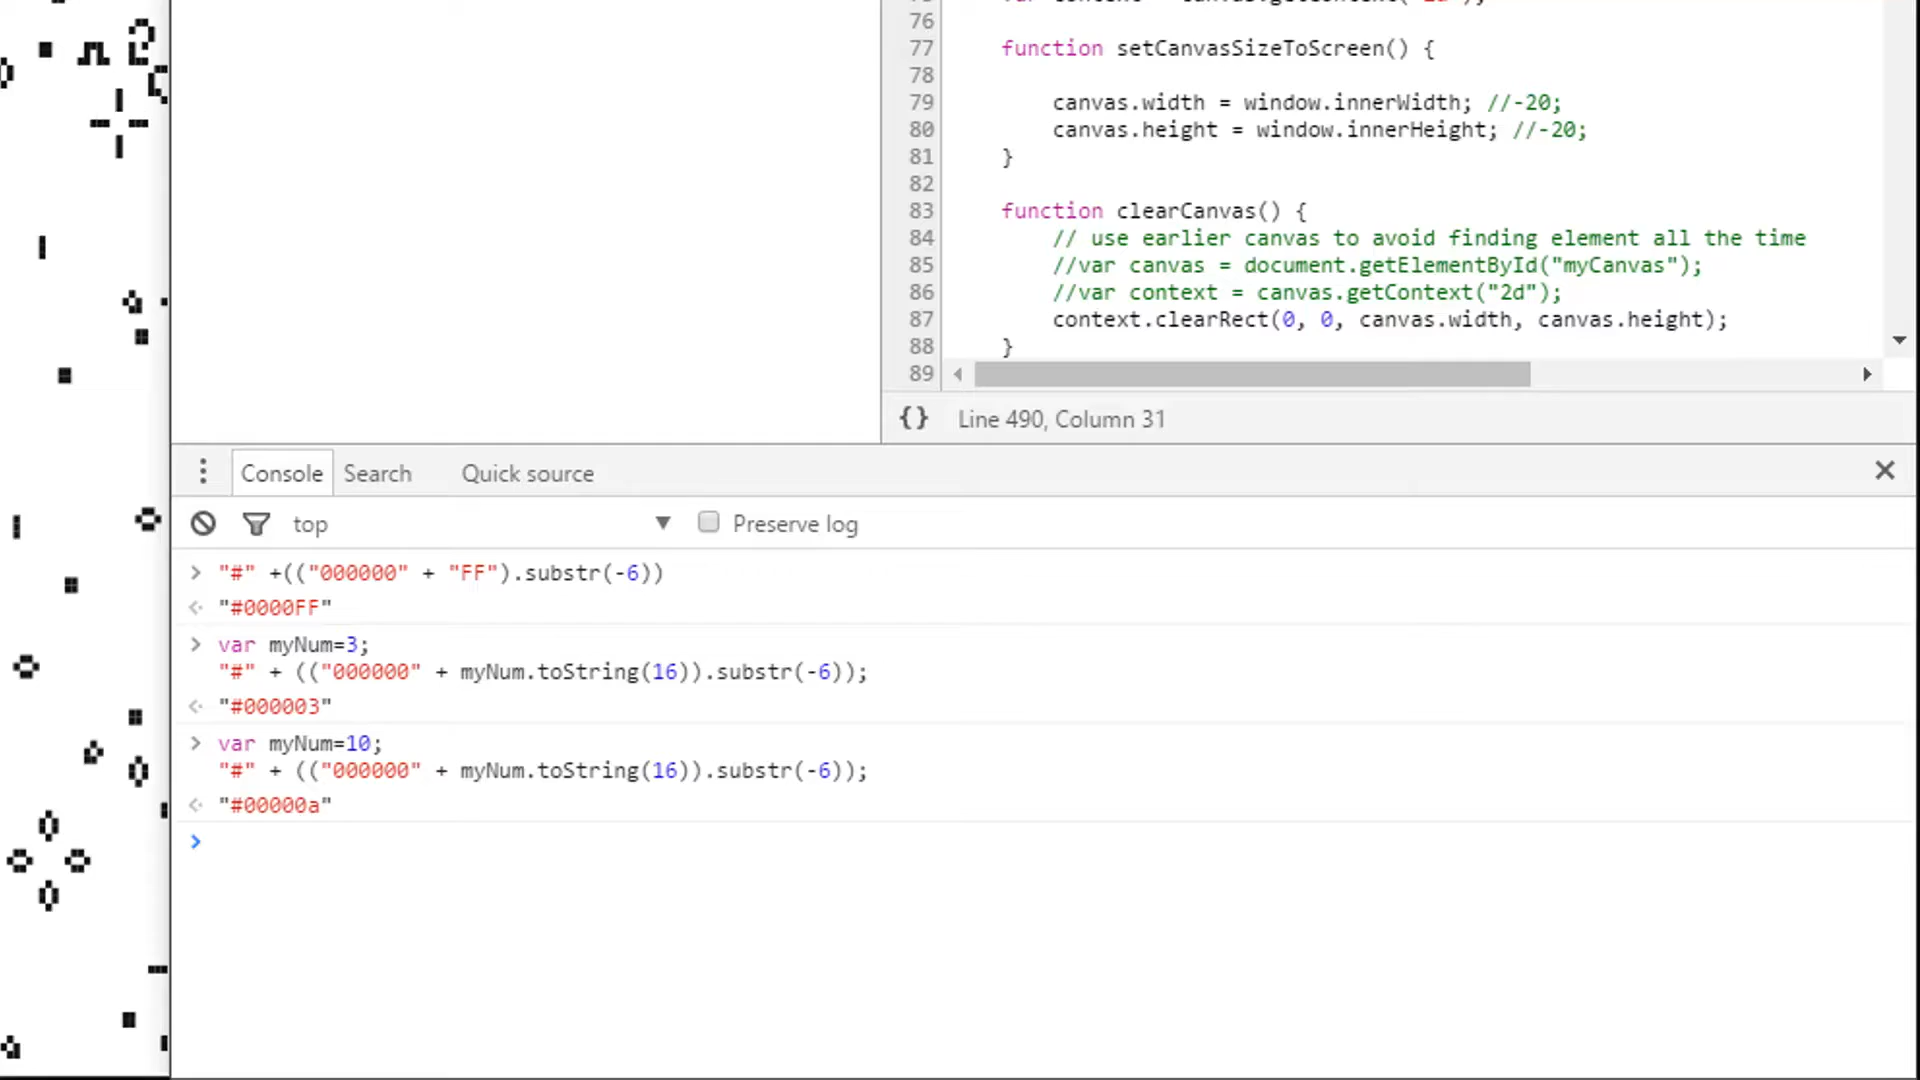 76
77 function setCanvasSizeToScreen() {
78
79 canvas.width = window.innerWidth; //-20;
80 canvas.height = window.innerHeight; //-20;
81 }
82
83 function clearCanvas() {
84 // use earlier canvas to avoid finding element all the time
85 //var canvas = document.getElementById("myCanvas");
86 //var context = canvas.getContext("2d");
87 context.clearRect(0, 0, canvas.width, canvas.height);
88 }
89
{} Line 490, Column 31
Console Search Quick source
top Preserve log
> "#" +(("000000" + "FF").substr(-6))
"#0000FF"
> var myNum=3;
"#" + (("000000" + myNum.toString(16)).substr(-6));
"#000003"
> var myNum=10;
"#" + (("000000" + myNum.toString(16)).substr(-6));
"#00000a"
>